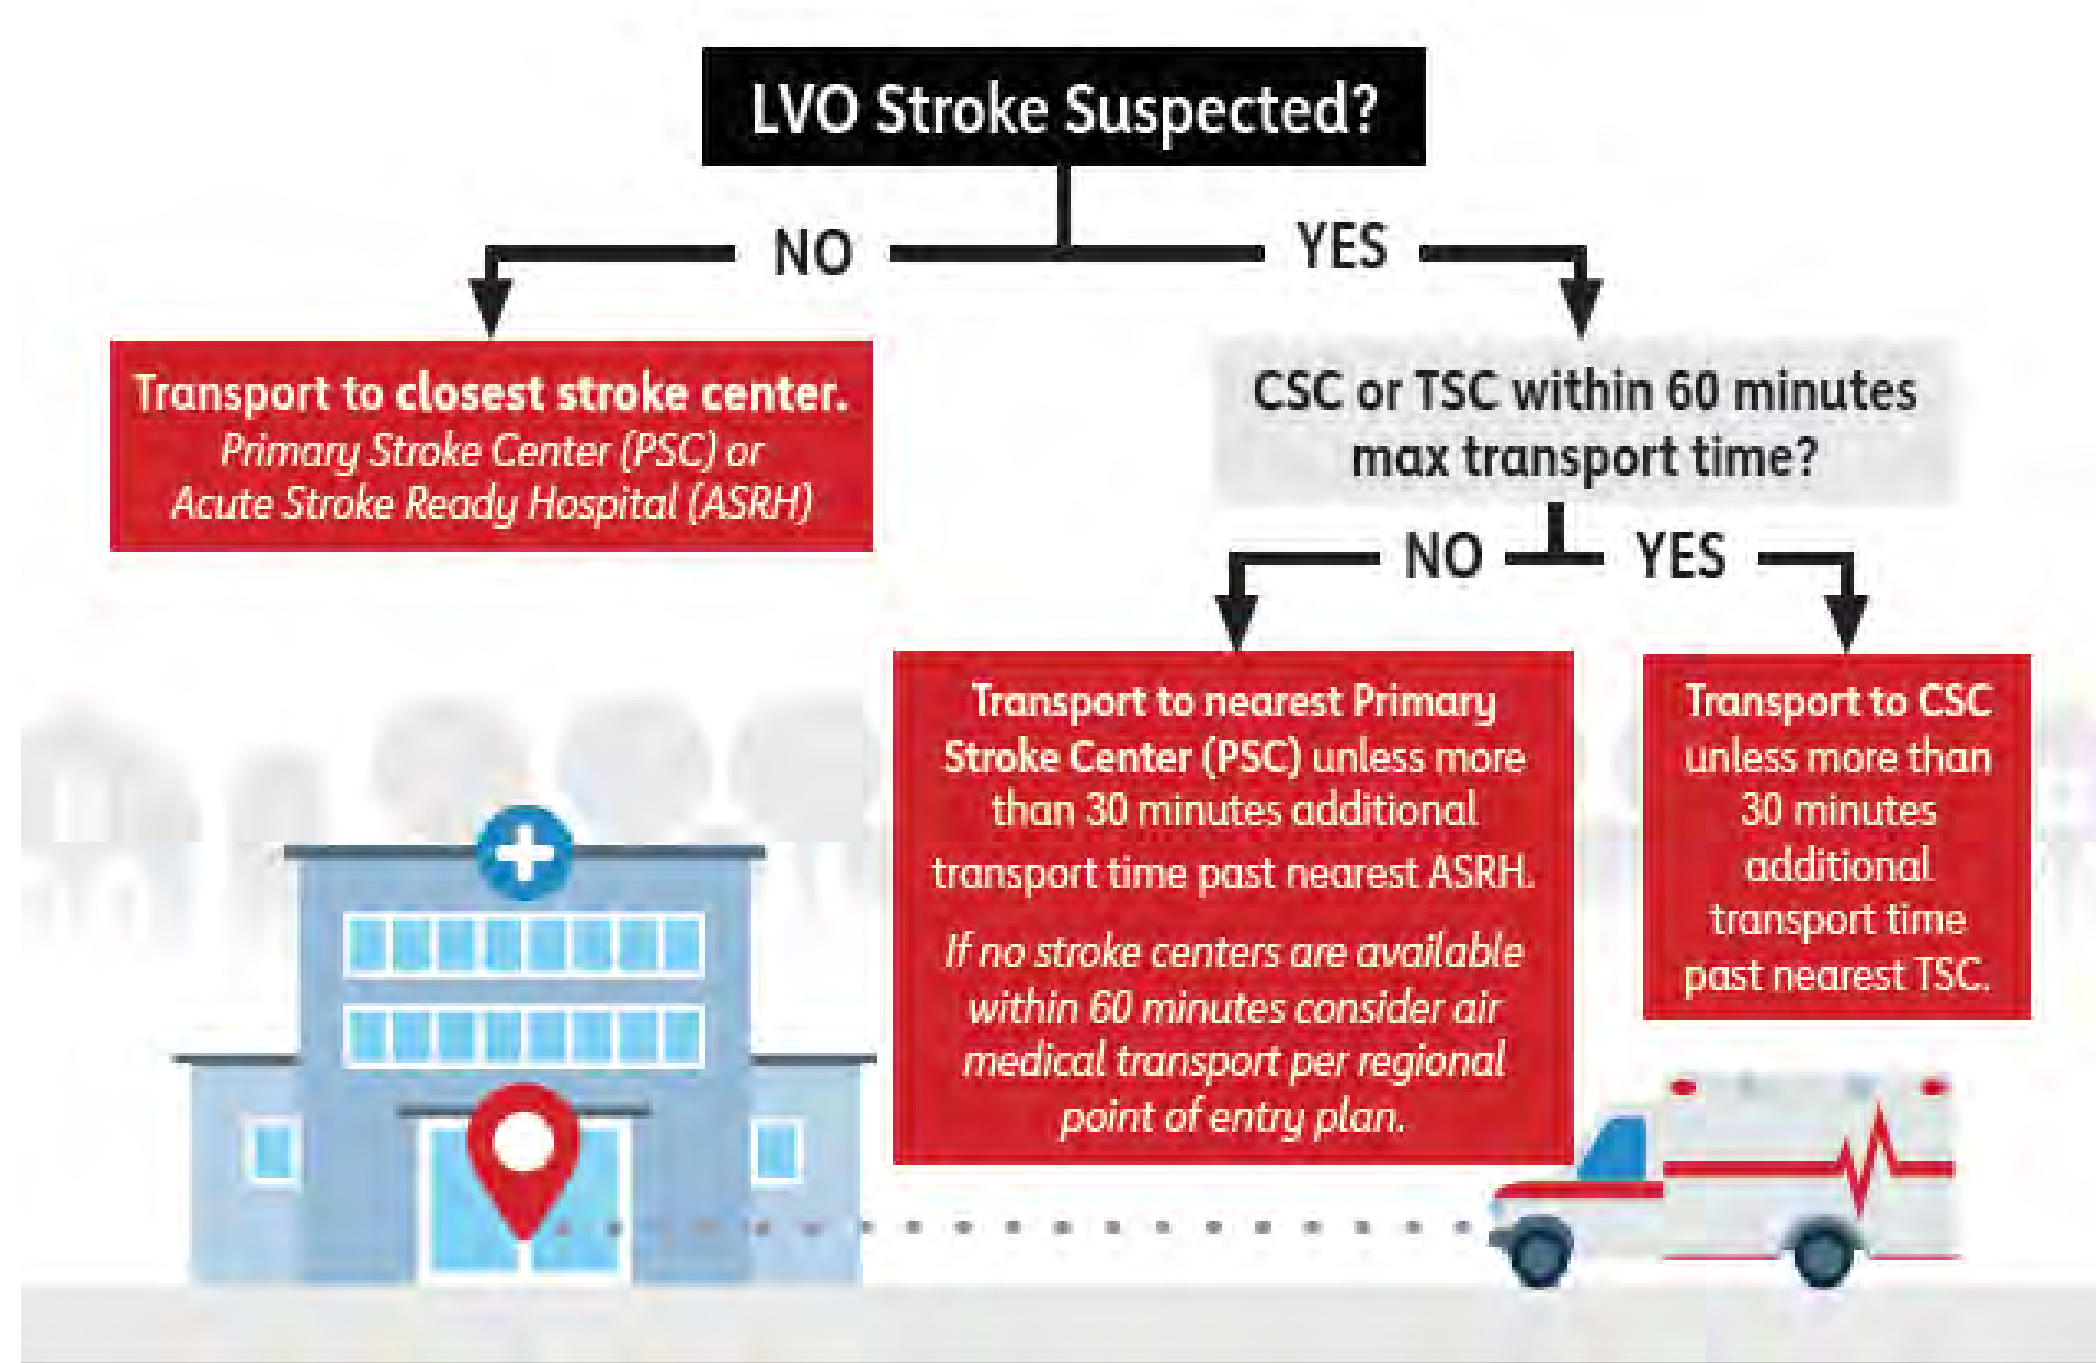 LVO Stroke Suspected?
NO
YES
Transport to closest stroke center.
Primary Stroke Center (PSC) or
Acute Stroke Ready Hospital (ASRH)
CSC or TSC within 60 minutes
max transport time?
NO
YES
Transport to nearest Primary
Stroke Center (PSC) unless more
than 30 minutes additional
transport time past nearest ASRH.
If no stroke centers are available
within 60 minutes consider air
medical transport per regional
point of entry plan.
Transport to CSC
unless more than
30 minutes
additional
transport time
past nearest TSC.